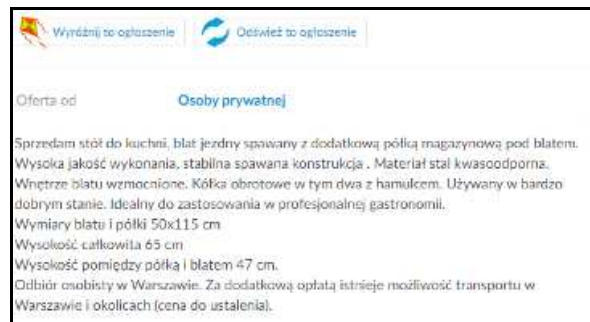 Wyróżnij to ogłoszenie Odśwież to ogłoszenie
Oferta od Osoby prywatnej
Sprzedam stół do kuchni, blat jezdny spawany z dodatkową półką magazynową pod blatem.
Wysoka jakość wykonania, stabilna spawana konstrukcja . Materiał stal kwasoodporna.
Wnętrze blatu wzmocnione. Kółka obrotowe w tym dwa z hamulcem. Używany w bardzo
dobrym stanie. Idealny do zastosowania w profesjonalnej gastronomii.
Wymiary blatu i półki 50x115 cm
Wysokość całkowita 65 cm
Wysokość pomiędzy półką i blatem 47 cm.
Odbiór osobisty w Warszawie. Za dodatkową opłatą istnieje możliwość transportu w
Warszawie i okolicach (cena do ustalenia).